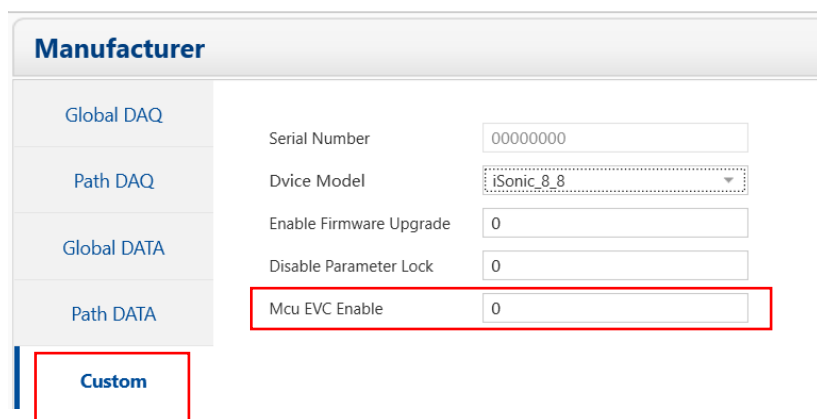 Manufacturer
Global DAQ
Path DAQ
Global DATA
Path DATA
Custom
Serial Number 00000000
Dvice Model iSonic_8_8
Enable Firmware Upgrade 0
Disable Parameter Lock 0
Mcu EVC Enable 0